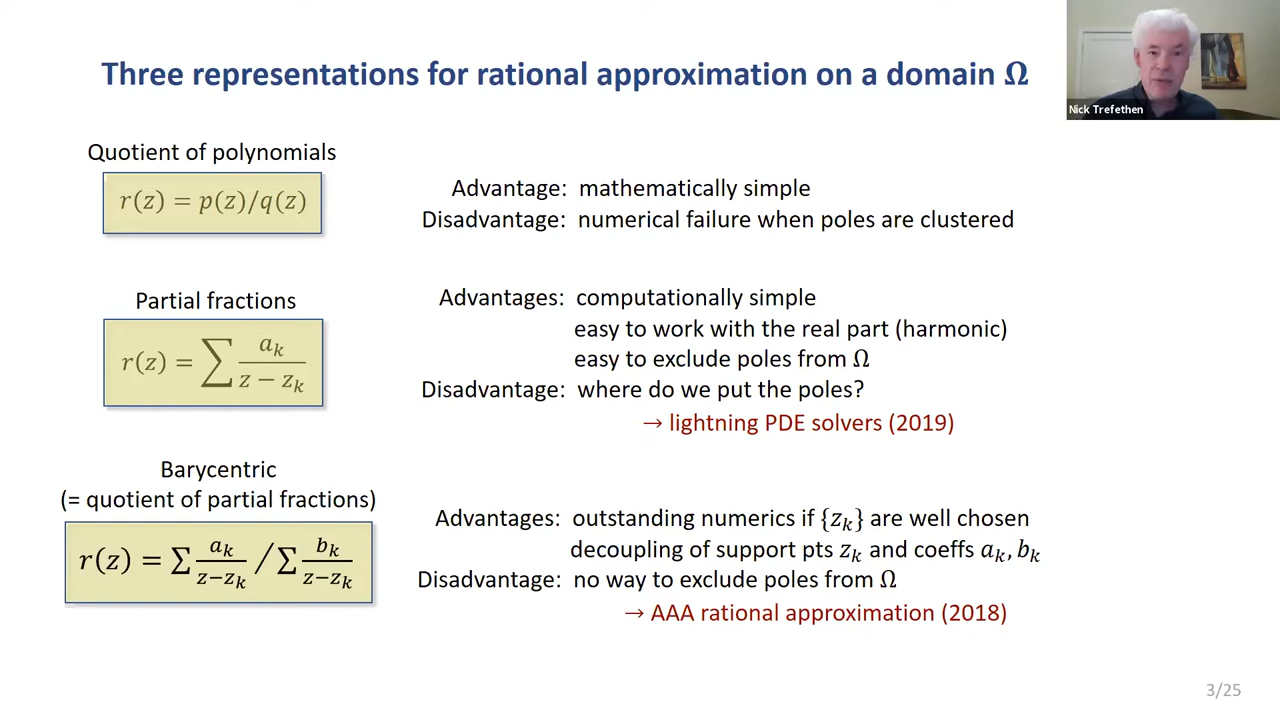 Three representations for rational approximation on a domain Ω
Nick Trefethen
Quotient of polynomials
r(z) = p(z)/q(z)
Advantage: mathematically simple
Disadvantage: numerical failure when poles are clustered
Partial fractions
r(z) = ∑ a_k / (z − z_k)
Advantages: computationally simple
easy to work with the real part (harmonic)
easy to exclude poles from Ω
Disadvantage: where do we put the poles?
→ lightning PDE solvers (2019)
Barycentric
(= quotient of partial fractions)
r(z) = ∑ a_k/(z−z_k) / ∑ b_k/(z−z_k)
Advantages: outstanding numerics if {z_k} are well chosen
decoupling of support pts z_k and coeffs a_k, b_k
Disadvantage: no way to exclude poles from Ω
→ AAA rational approximation (2018)
3/25